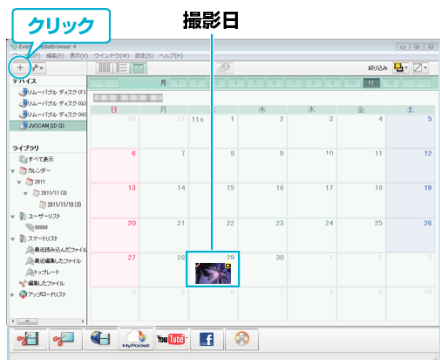 クリック
撮影日
ファイル(F) 編集(E) 表示(V) ウインドウ(W) 設定(S) ヘルプ(H)
絞り込み
デバイス
リムーバブル ディスク (F)
リムーバブル ディスク (G)
リムーバブル ディスク (H)
JVCCAM_SD (I)
ライブラリ
すべて表示
カレンダー
2011
2011/11 (3)
2011/11/18 (3)
ユーザーリスト
00000
スマートリスト
最近読み込んだファイル
最近編集したファイル
トップレート
編集したファイル
アップロードリスト
月 11
日 月 水 木 金 土
30 31 11月 1 2 3 4 5
6 7 8 9 10 11 12
13 14 15 16 17 18 19
20 21 22 23 24 25 26
27 28 29 30
MyPocket YouTube f